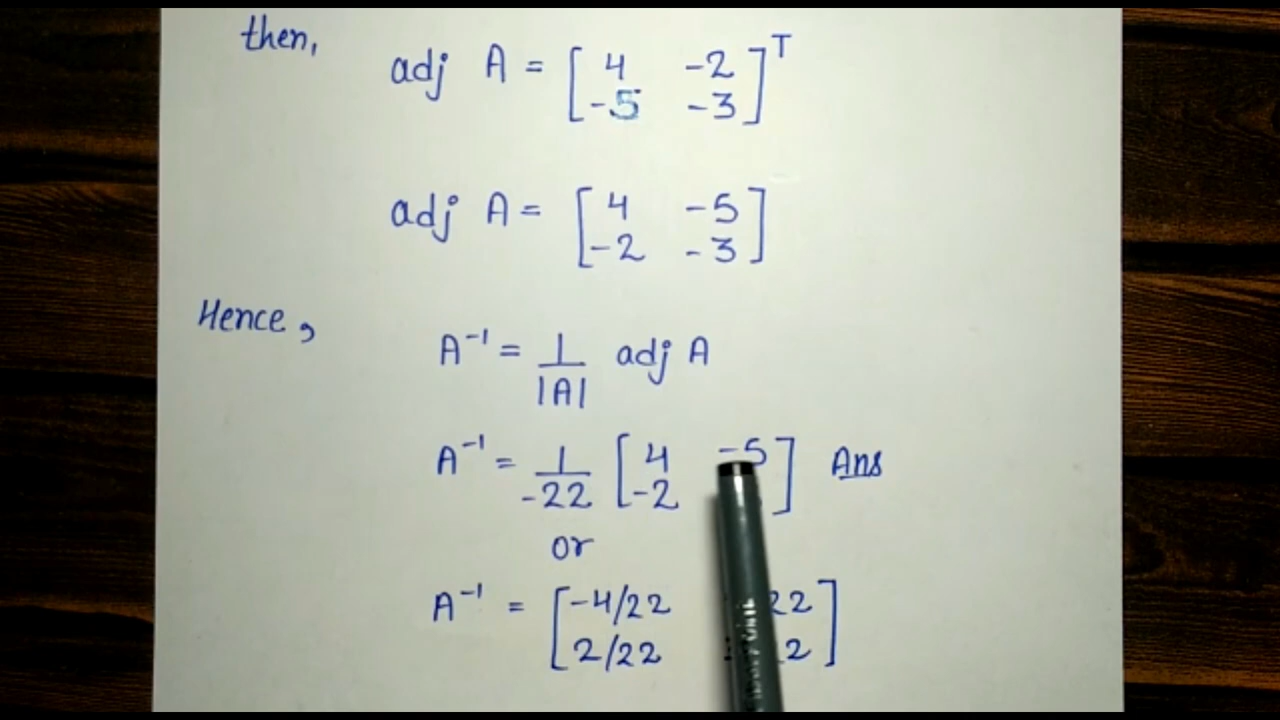 then,
adj A = [ 4 -2 ]T
[ -5 -3 ]
adj A = [ 4 -5 ]
[ -2 -3 ]
Hence,
A-1 = 1 adj A
|A|
A-1 = 1 [ 4 -5 ] Ans
-22 [ -2 ]
or
A-1 = [ -4/22 22 ]
[ 2/22 2 ]